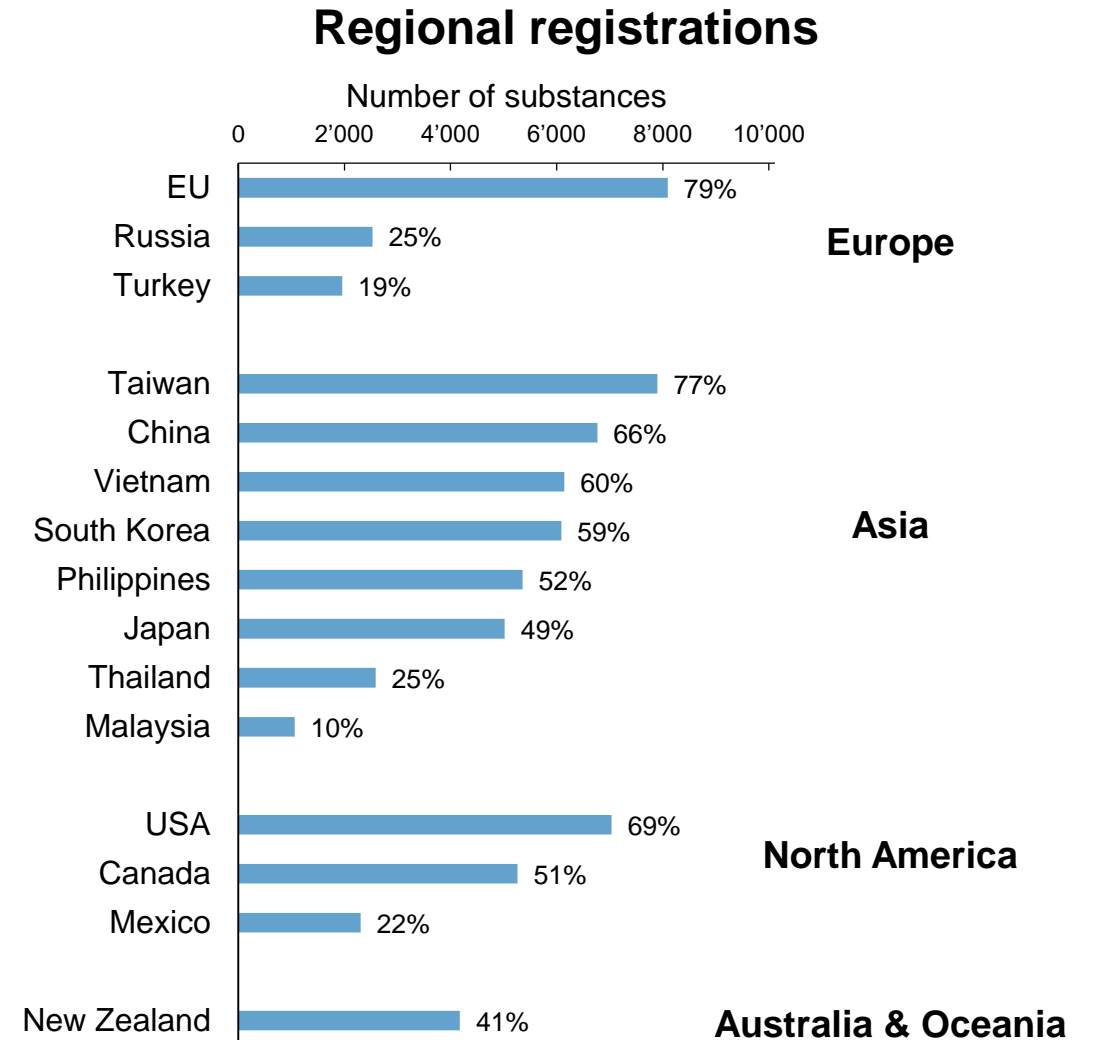 Regional registrations
Number of substances
0 2’000 4’000 6’000 8’000 10’000
EU 79%
Russia 25%
Europe
Turkey 19%
Taiwan 77%
China 66%
Vietnam 60%
South Korea 59%
Asia
Philippines 52%
Japan 49%
Thailand 25%
Malaysia 10%
USA 69%
North America
Canada 51%
Mexico 22%
New Zealand 41% Australia & Oceania